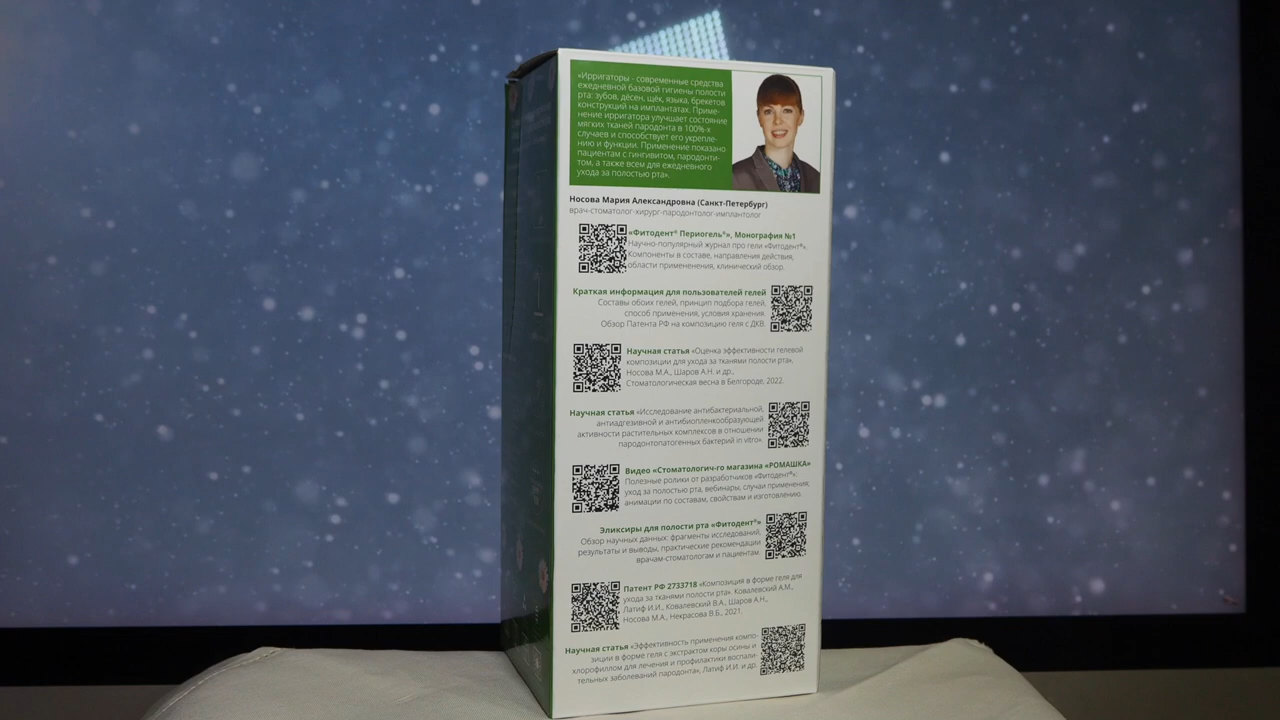 «Ирригаторы - современные средства
ежедневной базовой гигиены полости
рта: зубов, дёсен, щёк, языка, брекетов
конструкций на имплантатах. Приме-
нение ирригатора улучшает состояние
мягких тканей пародонта в 100%-х
случаев и способствует его укрепле-
нию и функции. Применение показано
пациентам с гингивитом, пародонти-
том, а также всем для ежедневного
ухода за полостью рта».
Носова Мария Александровна (Санкт-Петербург)
врач-стоматолог-хирург-пародонтолог-имплантолог
«Фитодент® Периогель®», Монография №1
Научно-популярный журнал про гели «Фитодент®».
Компоненты в составе, направления действия,
области примененения, клинический обзор.
Краткая информация для пользователей гелей
Составы обоих гелей, принцип подбора гелей,
способ применения, условия хранения.
Обзор Патента РФ на композицию геля с ДКВ.
Научная статья «Оценка эффективности гелевой
композиции для ухода за тканями полости рта»,
Носова М.А., Шаров А.Н. и др.,
Стоматологическая весна в Белгороде, 2022.
Научная статья «Исследование антибактериальной,
антиадгезивной и антибиопленкообразующей
активности растительных комплексов в отношении
пародонтопатогенных бактерий in vitro».
Видео «Стоматологич-го магазина «РОМАШКА»
Полезные ролики от разработчиков «Фитодент®»:
уход за полостью рта, вебинары, случаи применения;
анимации по составам, свойствам и изготовлению.
Эликсиры для полости рта «Фитодент®»
Обзор научных данных: фрагменты исследований,
результаты и выводы, практические рекомендации
врачам-стоматологам и пациентам.
Патент РФ 2733718 «Композиция в форме геля для
ухода за тканями полости рта». Ковалевский А.М.,
Латиф И.И., Ковалевский В.А., Шаров А.Н.,
Носова М.А., Некрасова В.Б., 2021.
Научная статья «Эффективность применения компо-
зиции в форме геля с экстрактом коры осины и
хлорофиллом для лечения и профилактики воспали-
тельных заболеваний пародонта», Латиф И.И. и др.